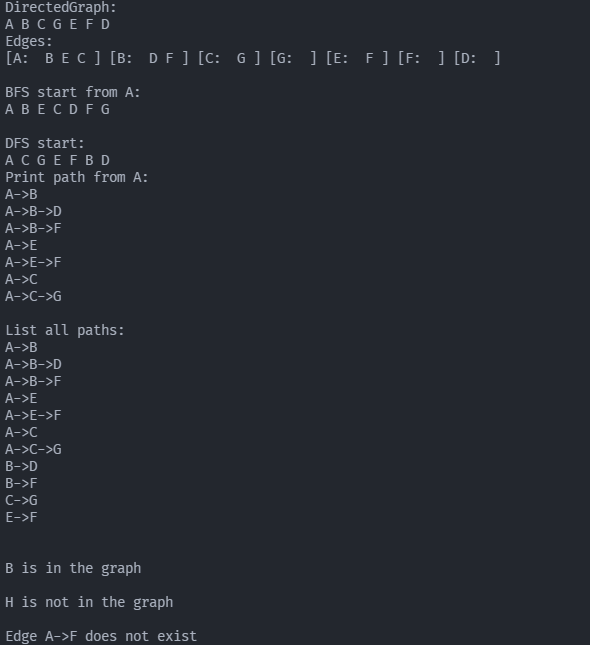 DirectedGraph:
A B C G E F D
Edges:
[A:  B E C ] [B:  D F ] [C:  G ] [G:  ] [E:  F ] [F:  ] [D:  ]
BFS start from A:
A B E C D F G
DFS start:
A C G E F B D
Print path from A:
A->B
A->B->D
A->B->F
A->E
A->E->F
A->C
A->C->G
List all paths:
A->B
A->B->D
A->B->F
A->E
A->E->F
A->C
A->C->G
B->D
B->F
C->G
E->F
B is in the graph
H is not in the graph
Edge A->F does not exist